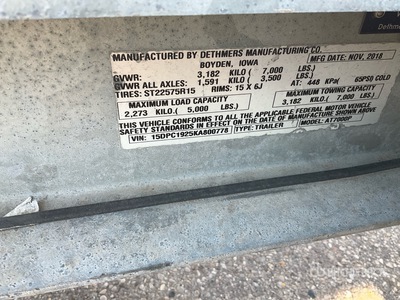 Dethmers
MANUFACTURED BY DETHMERS MANUFACTURING CO.
BOYDEN, IOWA MFG DATE: NOV. 2018
GVWR: 3,182 KILO ( 7,000 LBS.)
GVWR ALL AXLES: 1,591 KILO ( 3,500 LBS.)
TIRES: ST22575R15 RIMS: 15 X 6J AT: 448 KPa( 65PSI) COLD
MAXIMUM LOAD CAPACITY MAXIMUM TOWING CAPACITY
2,273 KILO.( 5,000 LBS.) 3,182 KILO.( 7,000 LBS.)
THIS VEHICLE CONFORMS TO ALL THE APPLICABLE FEDERAL MOTOR VEHICLE
SAFETY STANDARDS IN EFFECT ON THE DATE OF MANUFACTURE SHOWN ABOVE.
VIN: 15DPC1925KA800778 TYPE: TRAILER MODEL: AT7000P